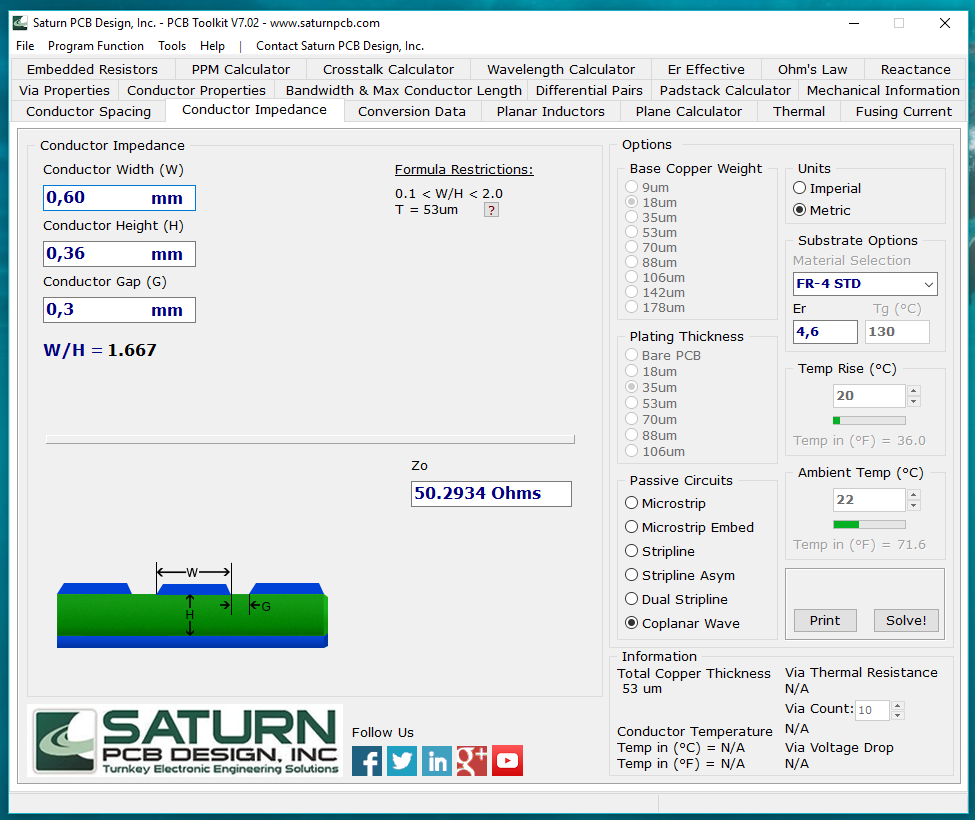 Saturn PCB Design, Inc. - PCB Toolkit V7.02 - www.saturnpcb.com
File Program Function Tools Help | Contact Saturn PCB Design, Inc.
Embedded Resistors PPM Calculator Crosstalk Calculator Wavelength Calculator Er Effective Ohm's Law Reactance
Via Properties Conductor Properties Bandwidth & Max Conductor Length Differential Pairs Padstack Calculator Mechanical Information
Conductor Spacing Conductor Impedance Conversion Data Planar Inductors Plane Calculator Thermal Fusing Current
Conductor Impedance
Conductor Width (W)
0,60 mm
Conductor Height (H)
0,36 mm
Conductor Gap (G)
0,3 mm
W/H = 1.667
Formula Restrictions:
0.1 < W/H < 2.0
T = 53um ?
Zo
50.2934 Ohms
W
H
G
Options
Base Copper Weight
9um
18um
35um
53um
70um
88um
106um
142um
178um
Plating Thickness
Bare PCB
18um
35um
53um
70um
88um
106um
Passive Circuits
Microstrip
Microstrip Embed
Stripline
Stripline Asym
Dual Stripline
Coplanar Wave
Units
Imperial
Metric
Substrate Options
Material Selection
FR-4 STD
Er Tg (°C)
4,6 130
Temp Rise (°C)
20
Temp in (°F) = 36.0
Ambient Temp (°C)
22
Temp in (°F) = 71.6
Print Solve!
Information
Total Copper Thickness
53 um
Conductor Temperature
Temp in (°C) = N/A
Temp in (°F) = N/A
Via Thermal Resistance
N/A
Via Count: 10
N/A
Via Voltage Drop
N/A
SATURN
PCB DESIGN, INC
Turnkey Electronic Engineering Solutions
Follow Us
f
in
g+